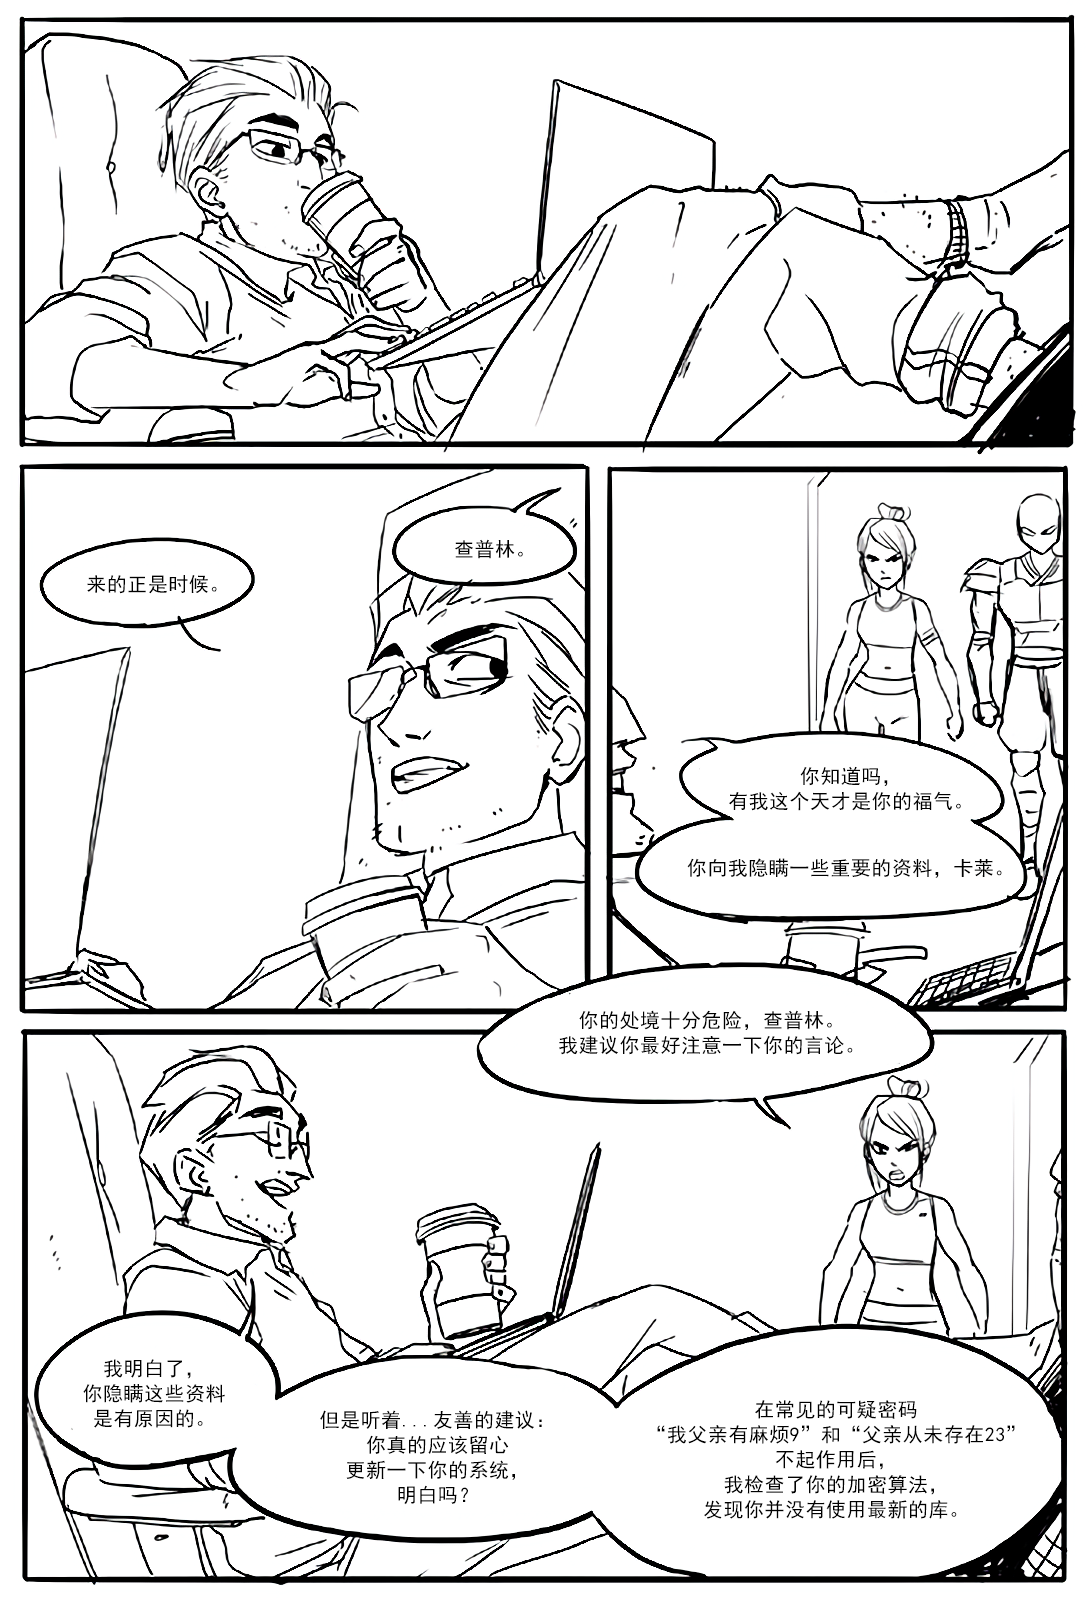 查普林。
来的正是时候。
你知道吗，
有我这个天才是你的福气。
你向我隐瞒一些重要的资料，卡莱。
你的处境十分危险，查普林。
我建议你最好注意一下你的言论。
我明白了，
你隐瞒这些资料
是有原因的。
但是听着...友善的建议：
你真的应该留心
更新一下你的系统，
明白吗？
在常见的可疑密码
“我父亲有麻烦9”和“父亲从未存在23”
不起作用后，
我检查了你的加密算法，
发现你并没有使用最新的库。